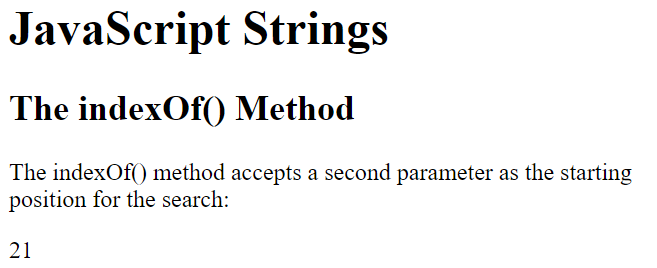 JavaScript Strings
The indexOf() Method
The indexOf() method accepts a second parameter as the starting
position for the search:
21